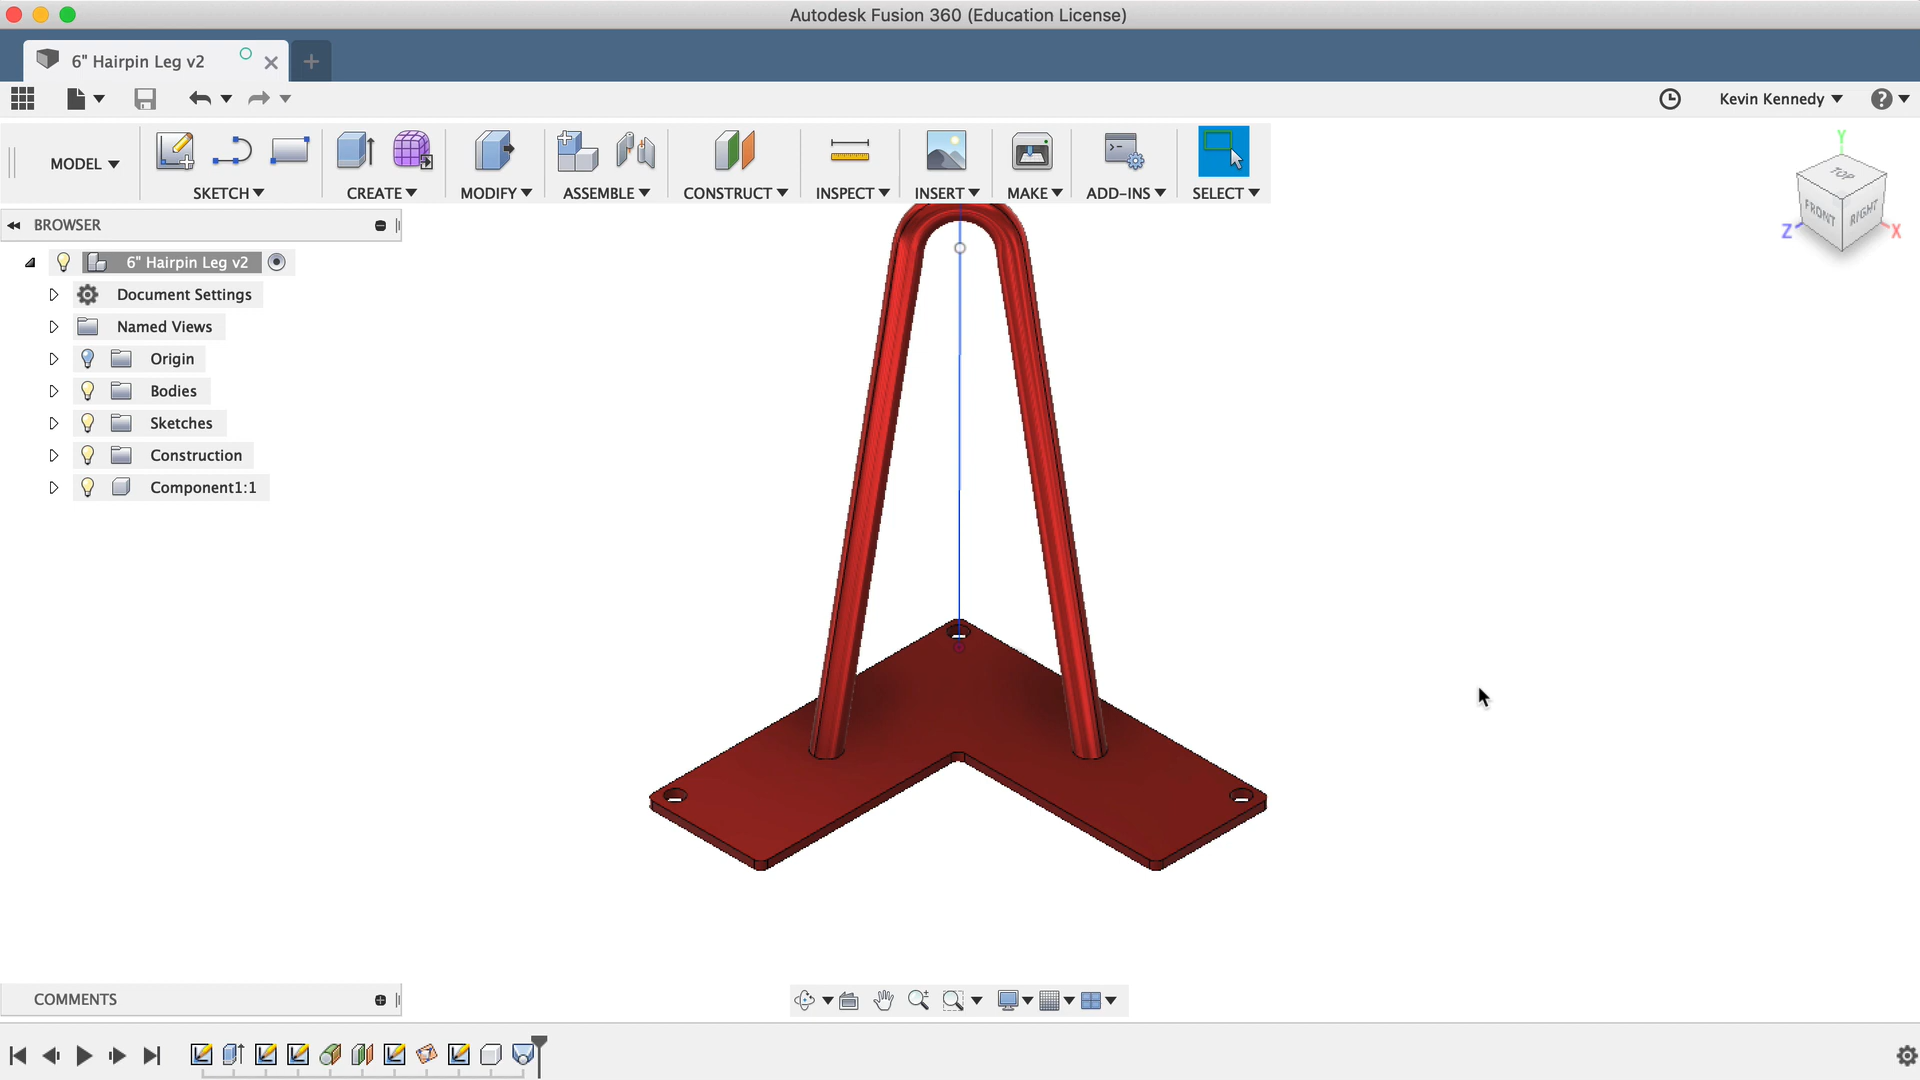 Autodesk Fusion 360 (Education License)
6" Hairpin Leg v2
Kevin Kennedy
MODEL
SKETCH
CREATE
MODIFY
ASSEMBLE
CONSTRUCT
INSPECT
INSERT
MAKE
ADD-INS
SELECT
Y
TOP
FRONT
RIGHT
Z
X
BROWSER
6" Hairpin Leg v2
Document Settings
Named Views
Origin
Bodies
Sketches
Construction
Component1:1
COMMENTS